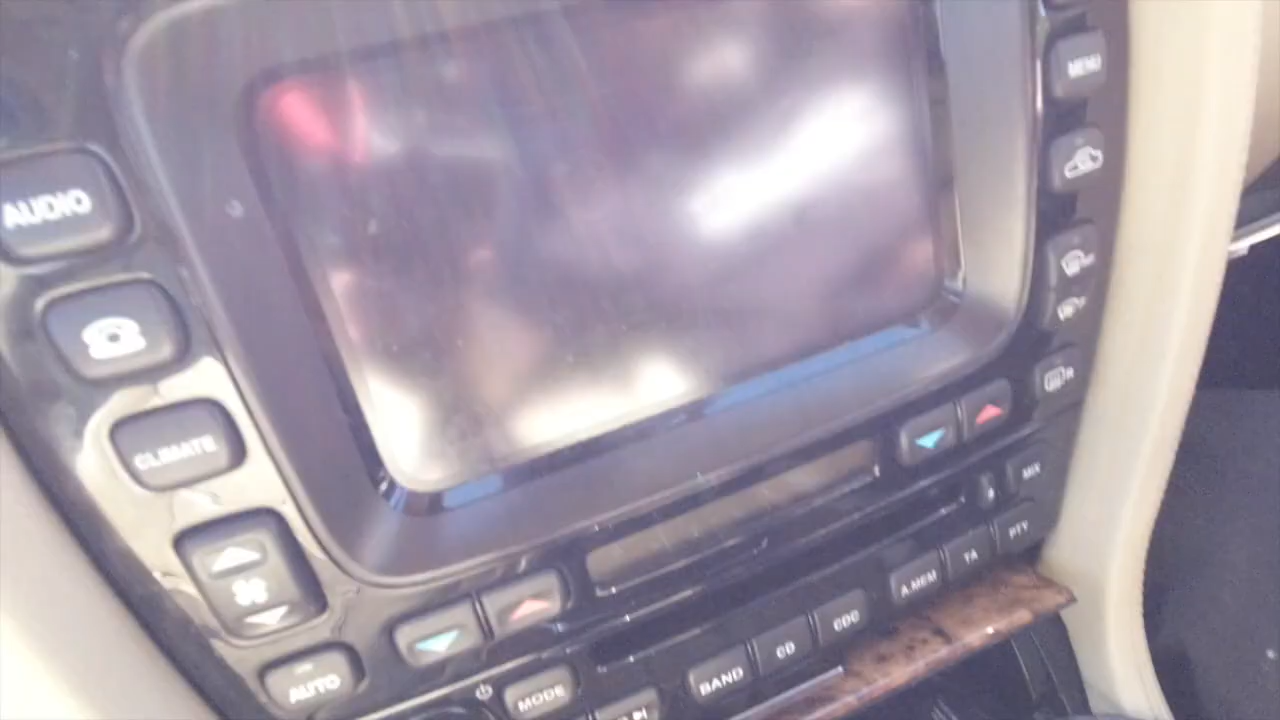 MENU
AUDIO
CLIMATE
R
MIX
PTY
TA
A.MEM
CDC
CD
BAND
MODE
AUTO